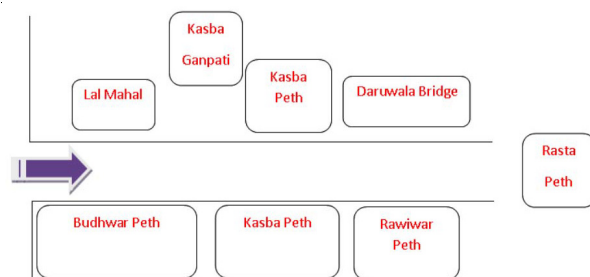 Kasba
Ganpati
Lal Mahal
Kasba
Peth
Daruwala Bridge
Rasta
Peth
Budhwar Peth
Kasba Peth
Rawiwar
Peth